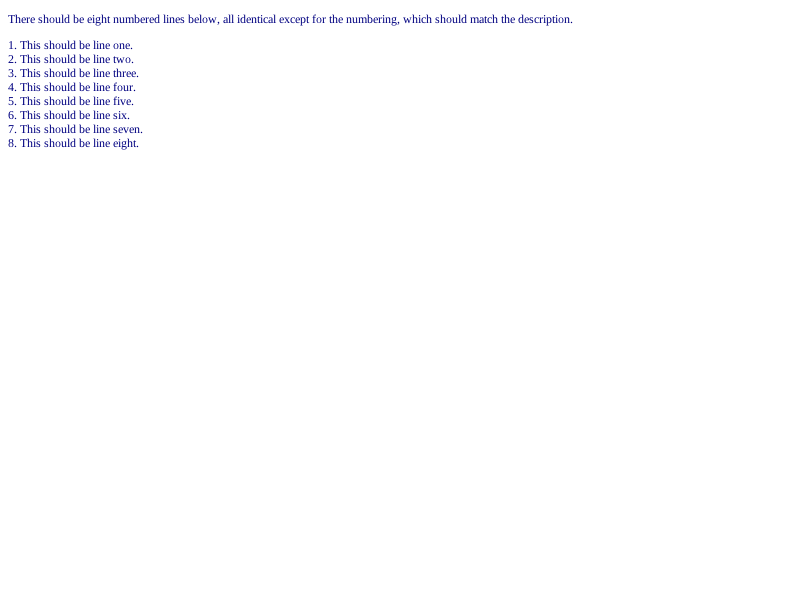 There should be eight numbered lines below, all identical except for the numbering, which should match the description.
1. This should be line one.
2. This should be line two.
3. This should be line three.
4. This should be line four.
5. This should be line five.
6. This should be line six.
7. This should be line seven.
8. This should be line eight.